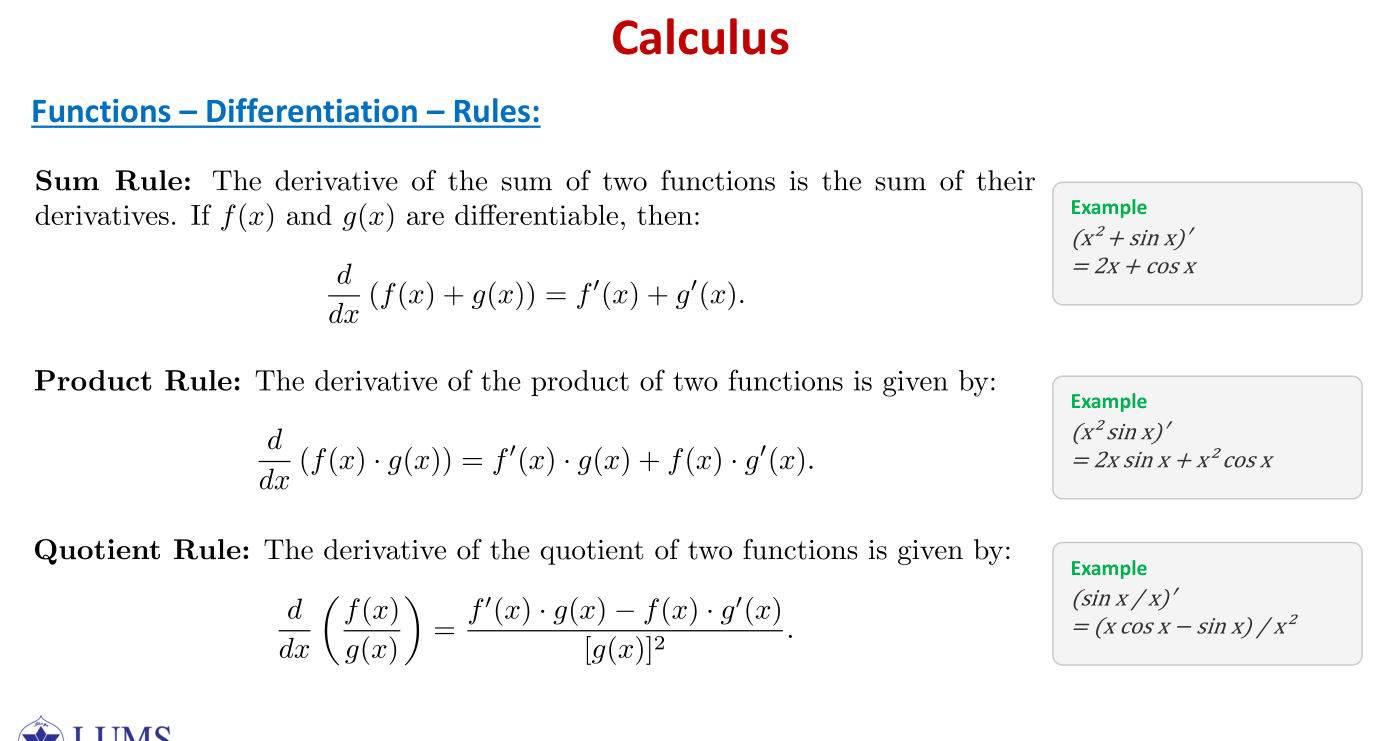 Calculus
Functions – Differentiation – Rules:
Sum Rule: The derivative of the sum of two functions is the sum of their
derivatives. If f(x) and g(x) are differentiable, then:
d/dx (f(x) + g(x)) = f′(x) + g′(x).
Example
(x² + sin x)′
= 2x + cos x
Product Rule: The derivative of the product of two functions is given by:
d/dx (f(x) · g(x)) = f′(x) · g(x) + f(x) · g′(x).
Example
(x² sin x)′
= 2x sin x + x² cos x
Quotient Rule: The derivative of the quotient of two functions is given by:
d/dx (f(x)/g(x)) = (f′(x) · g(x) − f(x) · g′(x))/[g(x)]².
Example
(sin x / x)′
= (x cos x − sin x) / x²
LUMS